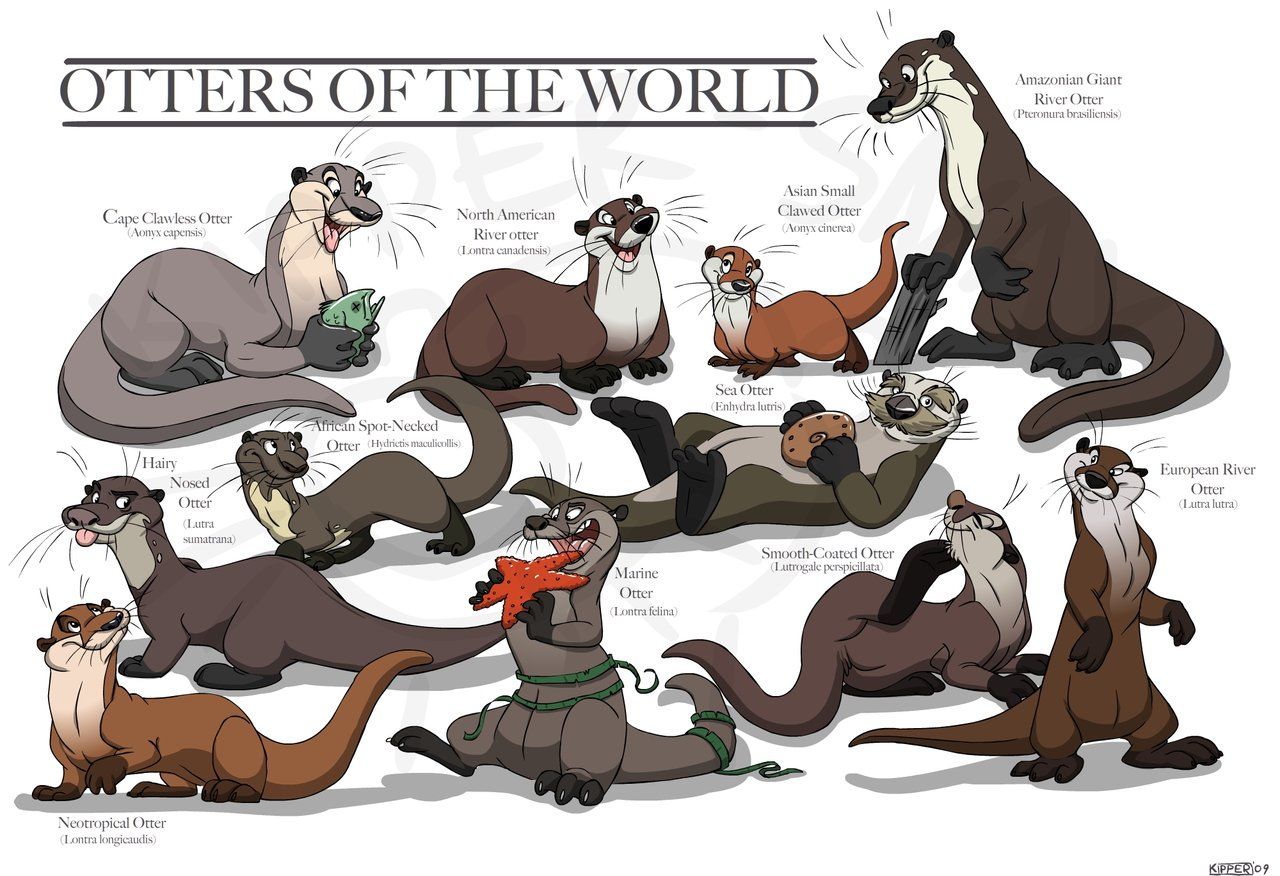 OTTERS OF THE WORLD
Amazonian Giant
River Otter
(Pteronura brasiliensis)
Cape Clawless Otter
(Aonyx capensis)
North American
River otter
(Lontra canadensis)
Asian Small
Clawed Otter
(Aonyx cinerea)
Sea Otter
(Enhydra lutris)
African Spot-Necked
Otter (Hydrictis maculicollis)
Hairy
Nosed
Otter
(Lutra
sumatrana)
European River
Otter
(Lutra lutra)
Smooth-Coated Otter
(Lutrogale perspicillata)
Marine
Otter
(Lontra felina)
Neotropical Otter
(Lontra longicaudis)
KIPPER'09